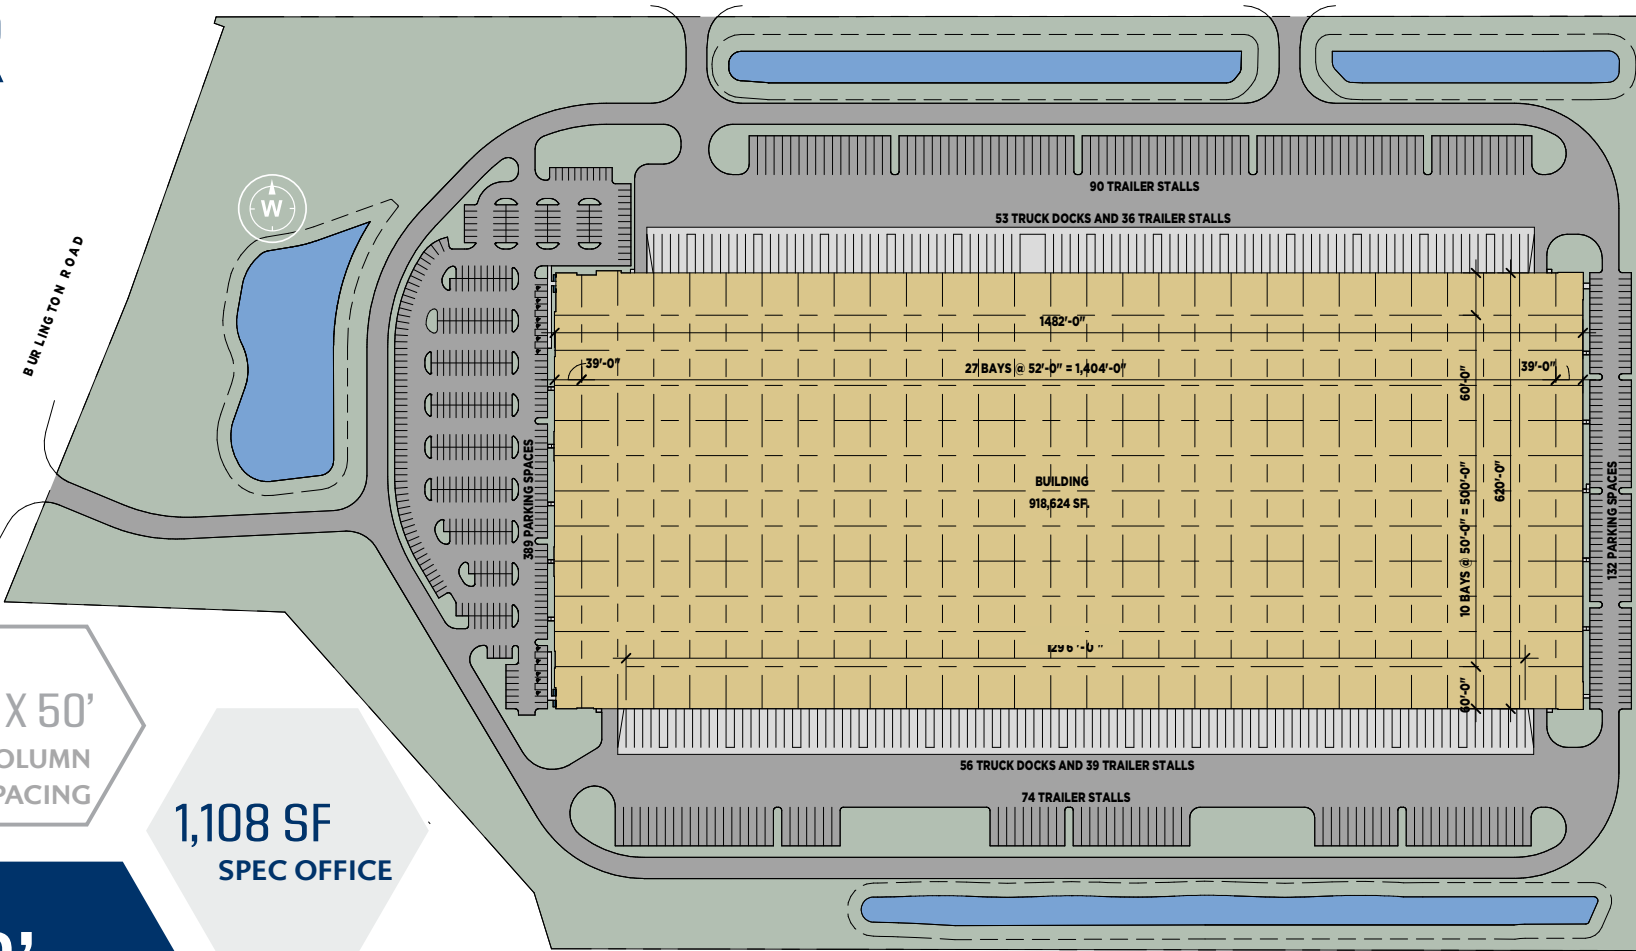 W
BURLINGTON ROAD
90 TRAILER STALLS
53 TRUCK DOCKS AND 36 TRAILER STALLS
1482'-0"
39'-0"
27 BAYS @ 52'-0" = 1,404'-0"
39'-0"
60'-0"
389 PARKING SPACES
BUILDING
918,624 SF.
10 BAYS @ 50'-0" = 500'-0"
620'-0"
132 PARKING SPACES
1296'-0"
60'-0"
56 TRUCK DOCKS AND 39 TRAILER STALLS
74 TRAILER STALLS
X 50’
OLUMN
PACING
1,108 SF
SPEC OFFICE